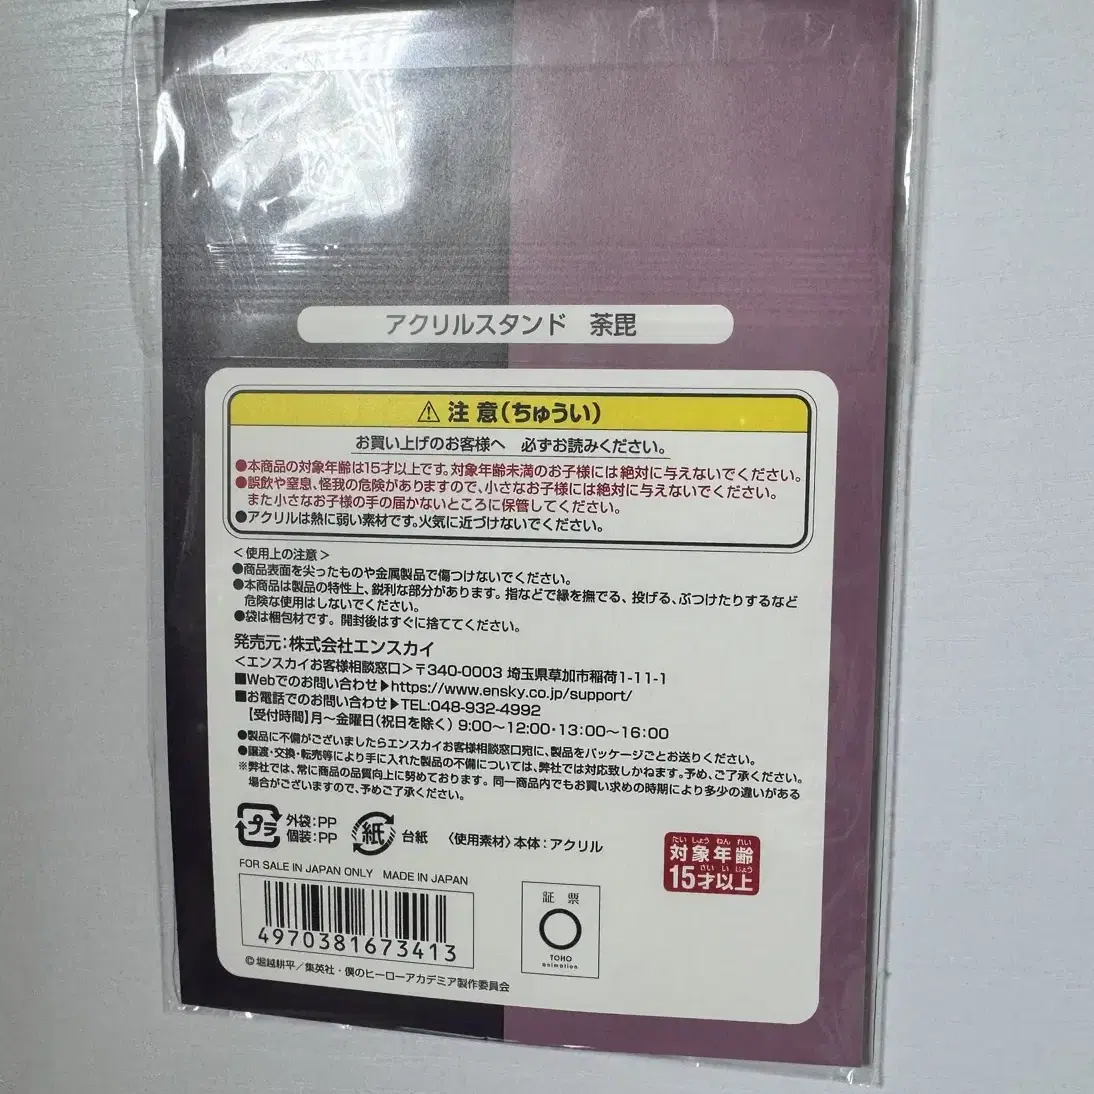 アクリルスタンド 荼毘
⚠ 注意(ちゅうい)
お買い上げのお客様へ 必ずお読みください。
●本商品の対象年齢は15才以上です。対象年齢未満のお子様には絶対に与えないでください。
●誤飲や窒息、怪我の危険がありますので、小さなお子様には絶対に与えないでください。
また小さなお子様の手の届かないところに保管してください。
●アクリルは熱に弱い素材です。火気に近づけないでください。
<使用上の注意>
●商品表面を尖ったものや金属製品で傷つけないでください。
●本商品は製品の特性上、鋭利な部分があります。指などで縁を撫でる、投げる、ぶつけたりするなど
危険な使用はしないでください。
●袋は梱包材です。開封後はすぐに捨ててください。
発売元:株式会社エンスカイ
<エンスカイお客様相談窓口>〒340-0003 埼玉県草加市稲荷1-11-1
■Webでのお問い合わせ▶https://www.ensky.co.jp/support/
■お電話でのお問い合わせ▶TEL:048-932-4992
【受付時間】月〜金曜日(祝日を除く) 9:00〜12:00・13:00〜16:00
●製品に不備がございましたらエンスカイお客様相談窓口宛に、製品をパッケージごとお送りください。
●譲渡・交換・転売等により手に入れた製品の不備については、弊社では対応致しかねます。予め、ご了承ください。
※弊社では、常に商品の品質向上に努めております。同一商品内でもお買い求めの時期により多少の違いがある
場合がございますので、予めご了承ください。
プラ 外袋:PP
個装:PP
紙 台紙 〈使用素材〉本体:アクリル
たいしょうねんれい
対象年齢
さいいじょう
15才以上
FOR SALE IN JAPAN ONLY MADE IN JAPAN
4970381673413
証票
TOHO
animation
©堀越耕平/集英社・僕のヒーローアカデミア製作委員会